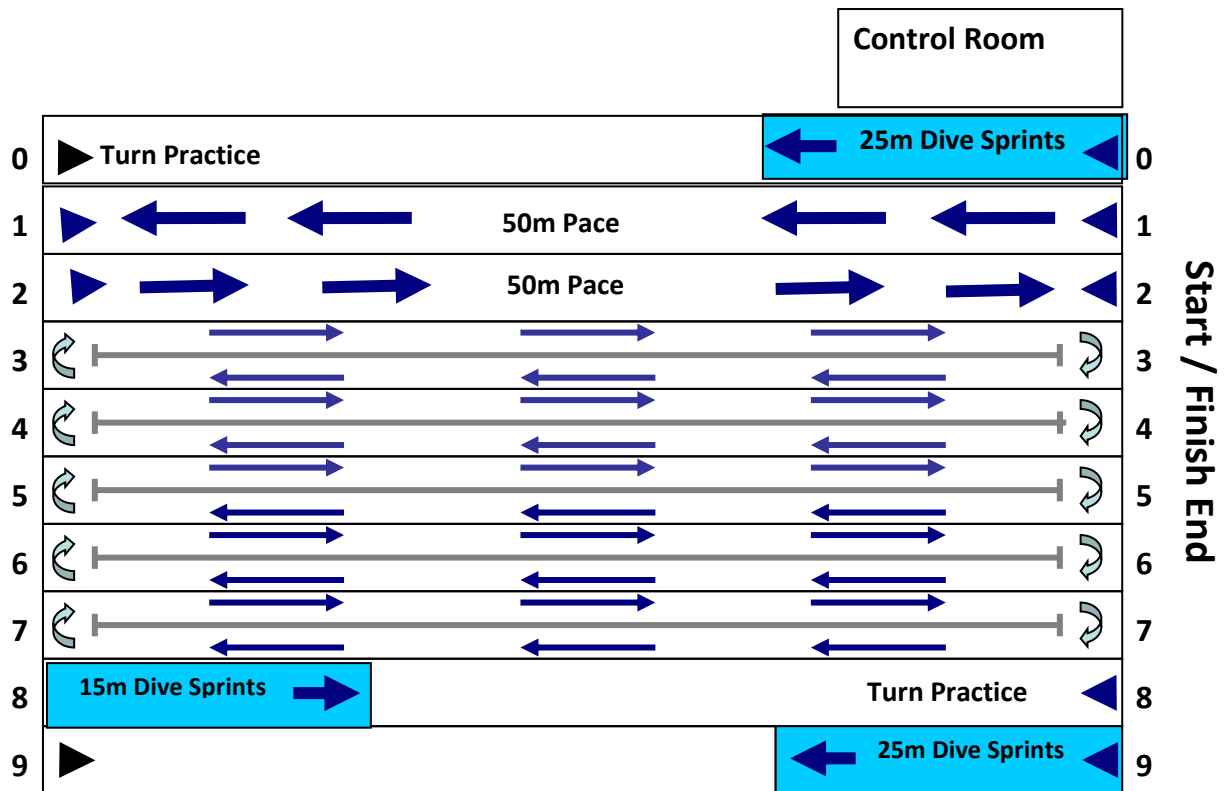 Control Room
0 Turn Practice 25m Dive Sprints 0
1 50m Pace 1
2 50m Pace 2
3 3
4 4
5 5
6 6
7 7
8 15m Dive Sprints Turn Practice 8
9 25m Dive Sprints 9
Start / Finish End